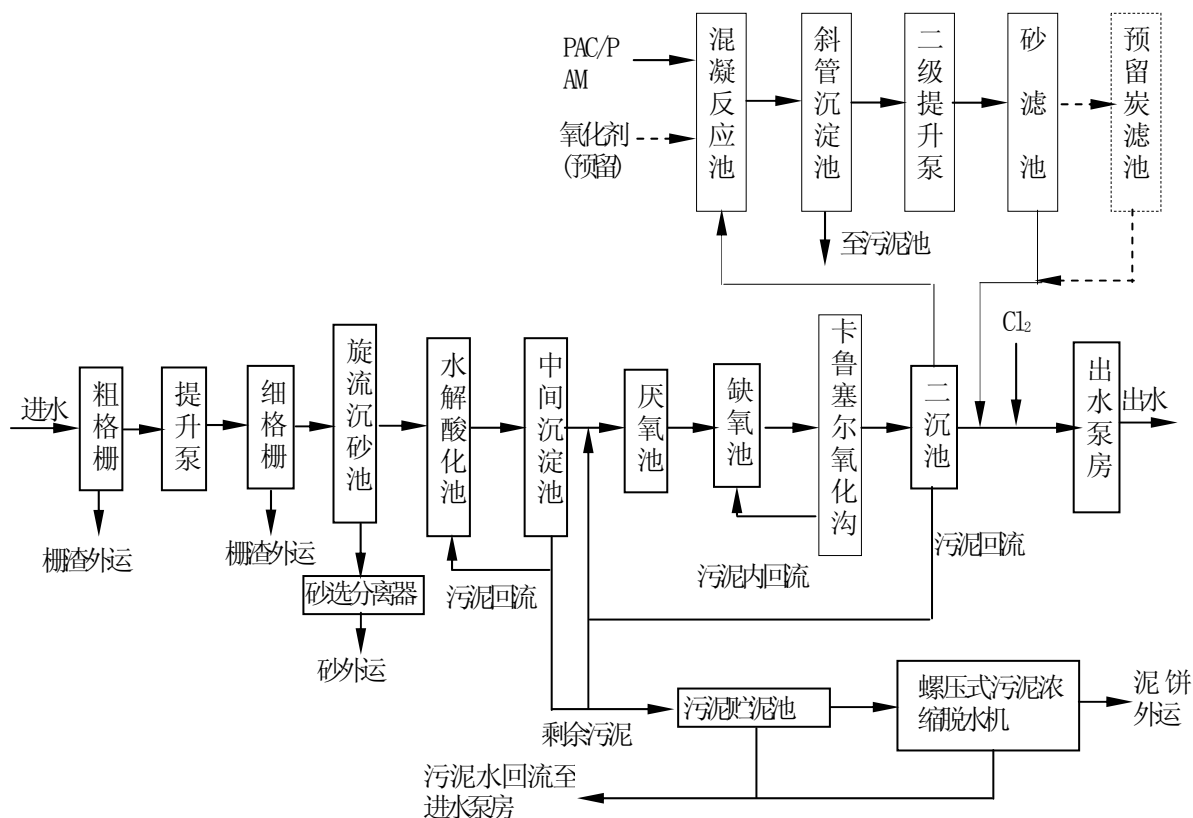 PAC/P
AM
氧化剂
(预留)
混凝反应池
斜管沉淀池
二级提升泵
砂滤池
预留炭滤池
至污泥池
Cl₂
进水
粗格栅
提升泵
细格栅
旋流沉砂池
水解酸化池
中间沉淀池
厌氧池
缺氧池
卡鲁塞尔氧化沟
二沉池
出水泵房
出水
栅渣外运
栅渣外运
砂选分离器
砂外运
污泥回流
污泥内回流
污泥回流
剩余污泥
污泥贮泥池
螺压式污泥浓
缩脱水机
泥饼
外运
污泥水回流至
进水泵房